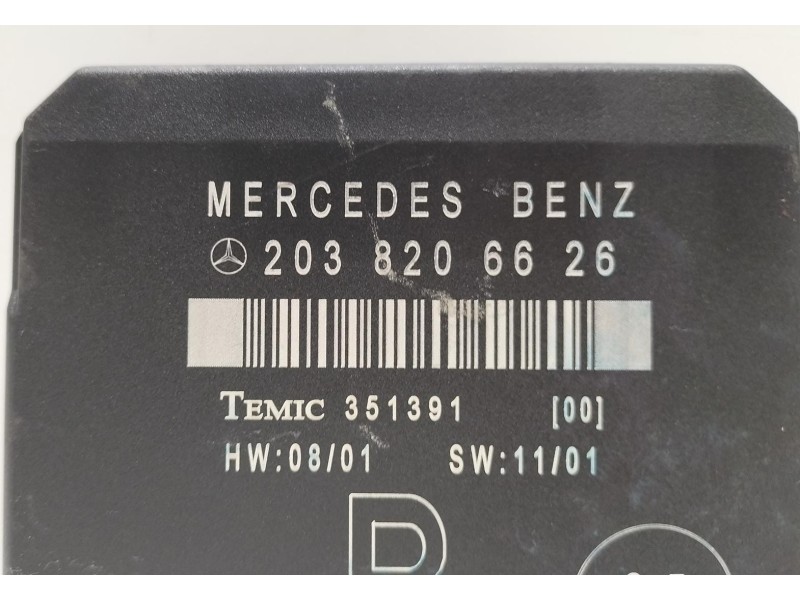 MERCEDES BENZ
203 820 66 26
TEMIC 351391 [00]
HW:08/01 SW:11/01